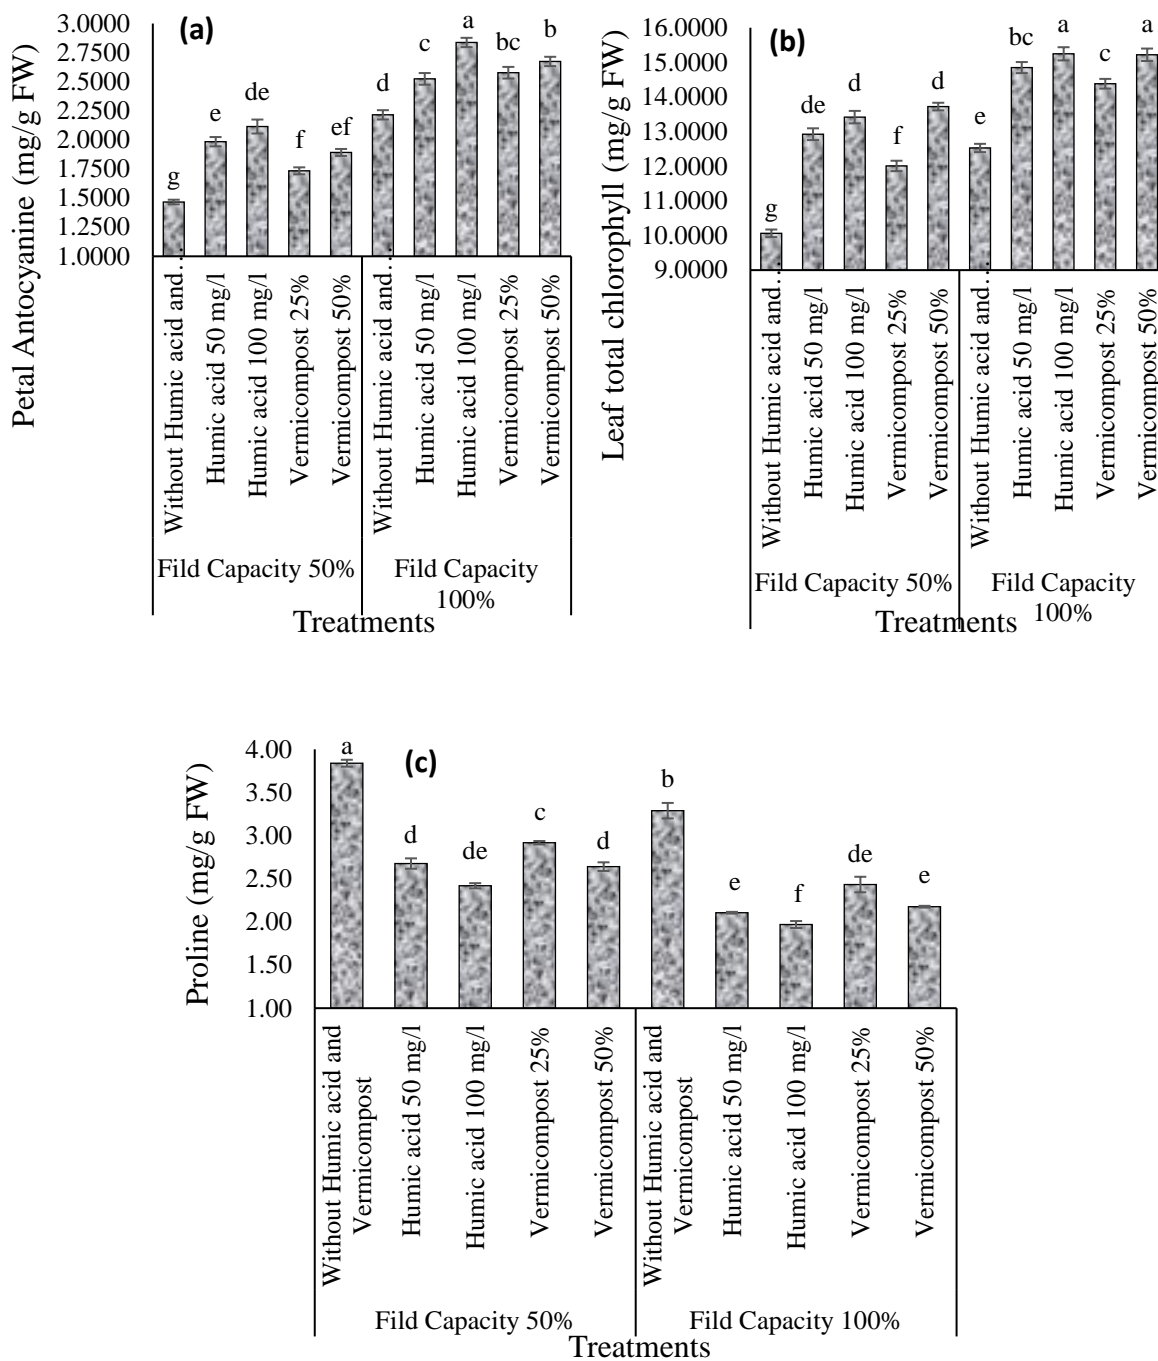 (a)
Petal Antocyanine (mg/g FW)
3.0000
2.7500
2.5000
2.2500
2.0000
1.7500
1.5000
1.2500
1.0000
g
e
de
f
ef
d
c
a
bc
b
Without Humic acid and…
Humic acid 50 mg/l
Humic acid 100 mg/l
Vermicompost 25%
Vermicompost 50%
Without Humic acid and…
Humic acid 50 mg/l
Humic acid 100 mg/l
Vermicompost 25%
Vermicompost 50%
Fild Capacity 50%
Fild Capacity
100%
Treatments
(b)
Leaf total chlorophyll (mg/g FW)
16.0000
15.0000
14.0000
13.0000
12.0000
11.0000
10.0000
9.0000
g
de
d
f
d
e
bc
a
c
a
Without Humic acid and…
Humic acid 50 mg/l
Humic acid 100 mg/l
Vermicompost 25%
Vermicompost 50%
Without Humic acid and…
Humic acid 50 mg/l
Humic acid 100 mg/l
Vermicompost 25%
Vermicompost 50%
Fild Capacity 50%
Fild Capacity
100%
Treatments
(c)
Proline (mg/g FW)
4.00
3.50
3.00
2.50
2.00
1.50
1.00
a
d
de
c
d
b
e
f
de
e
Without Humic acid and
Vermicompost
Humic acid 50 mg/l
Humic acid 100 mg/l
Vermicompost 25%
Vermicompost 50%
Without Humic acid and
Vermicompost
Humic acid 50 mg/l
Humic acid 100 mg/l
Vermicompost 25%
Vermicompost 50%
Fild Capacity 50%
Fild Capacity 100%
Treatments